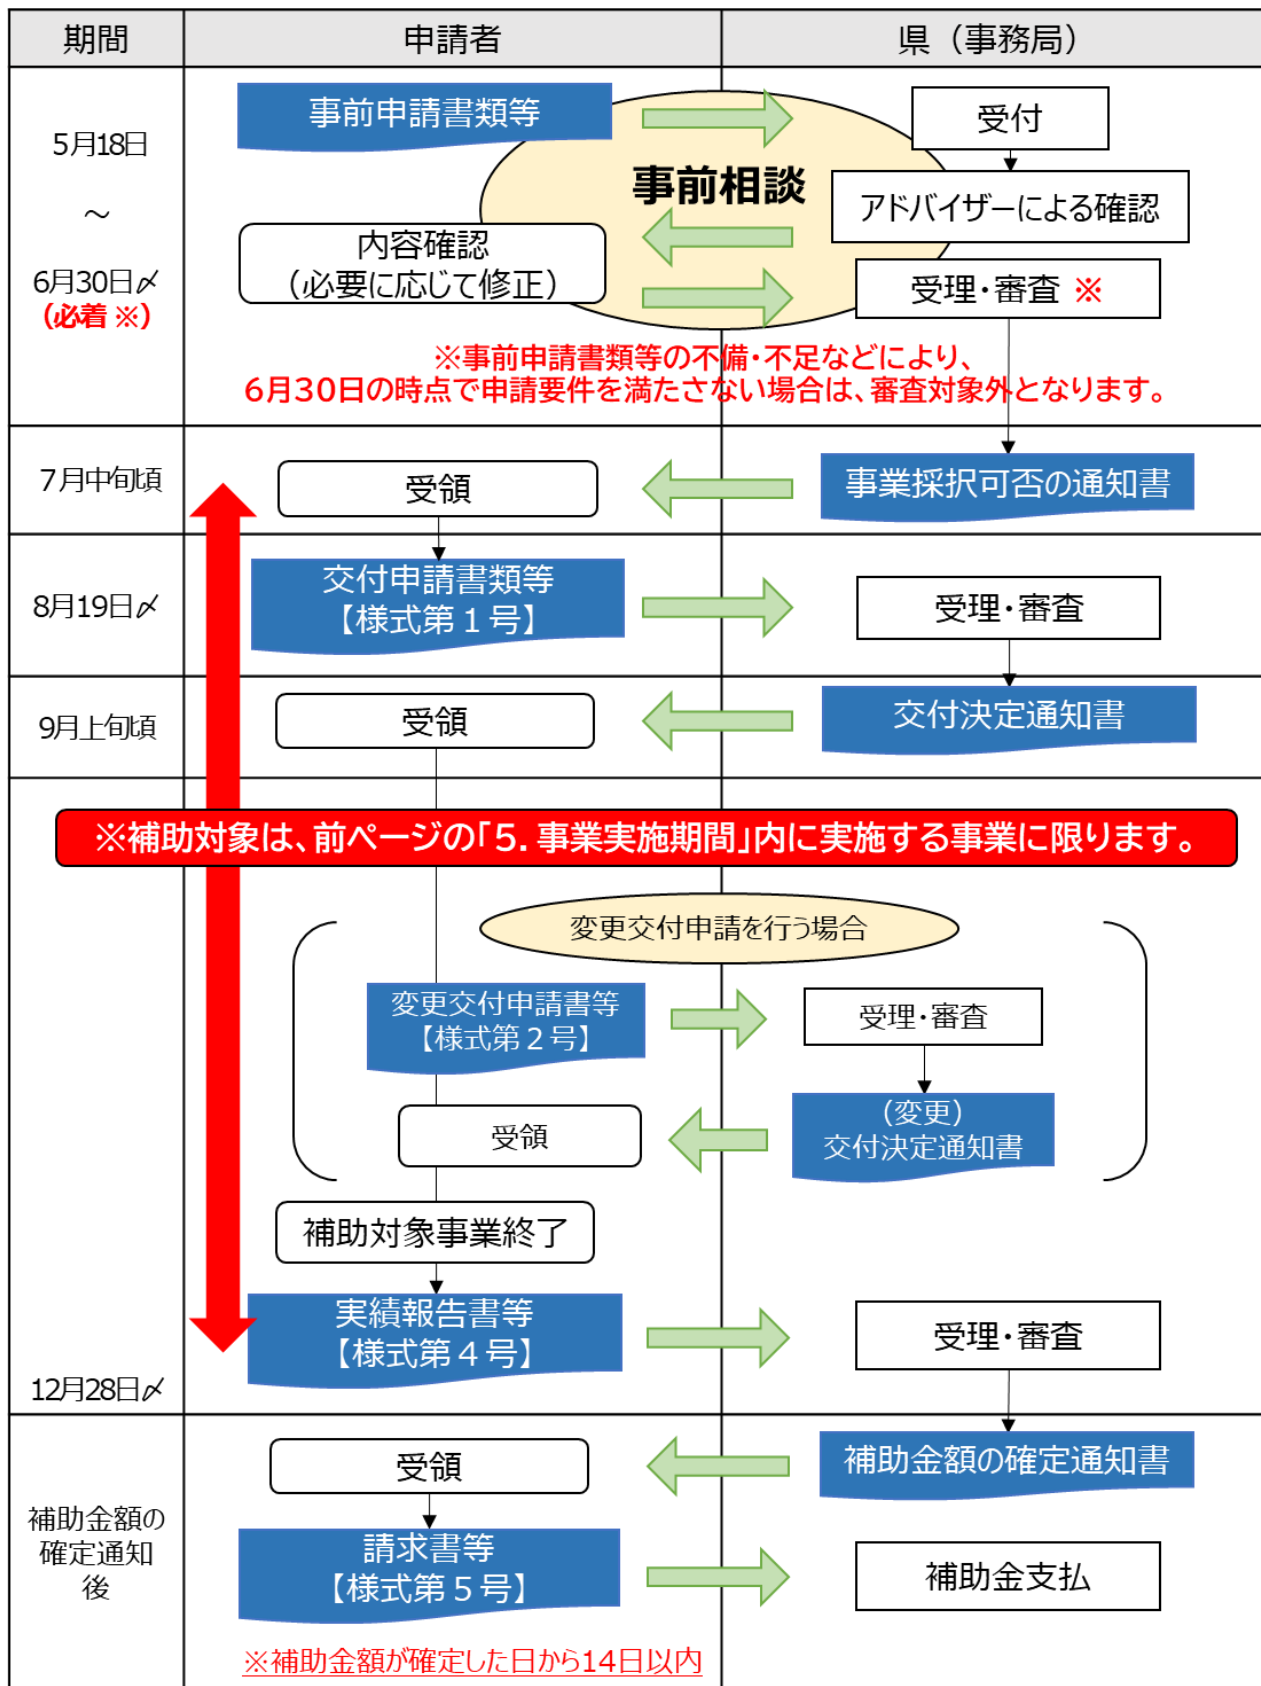 期間
申請者
県（事務局）
5月18日
～
6月30日〆
（必着 ※）
事前申請書類等
受付
事前相談
アドバイザーによる確認
内容確認
（必要に応じて修正）
受理・審査 ※
※事前申請書類等の不備・不足などにより、
6月30日の時点で申請要件を満たさない場合は、審査対象外となります。
7月中旬頃
受領
事業採択可否の通知書
8月19日〆
交付申請書類等
【様式第１号】
受理・審査
9月上旬頃
受領
交付決定通知書
※補助対象は、前ページの「５．事業実施期間」内に実施する事業に限ります。
変更交付申請を行う場合
変更交付申請書等
【様式第２号】
受理・審査
受領
（変更）
交付決定通知書
補助対象事業終了
実績報告書等
【様式第４号】
受理・審査
12月28日〆
補助金額の
確定通知
後
受領
補助金額の確定通知書
請求書等
【様式第５号】
補助金支払
※補助金額が確定した日から14日以内